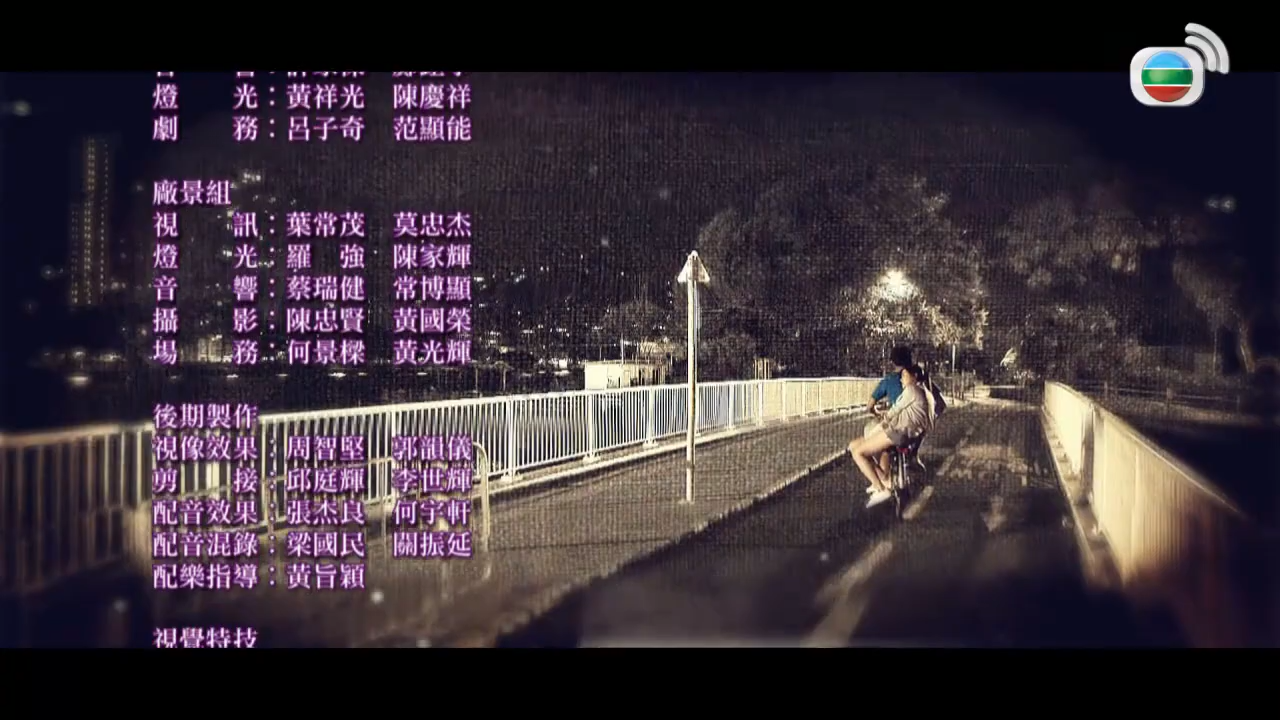 燈　　光：黃祥光　陳慶祥
劇　　務：呂子奇　范顯能
廠景組
視　　訊：葉常茂　莫忠杰
燈　　光：羅　強　陳家輝
音　　響：蔡瑞健　常博顯
攝　　影：陳忠賢　黃國榮
場　　務：何景樑　黃光輝
後期製作
視像效果：周智堅　郭韻儀
剪　　接：邱庭輝　李世輝
配音效果：張杰良　何宇軒
配音混錄：梁國民　關振延
配樂指導：黃旨穎
視覺特技